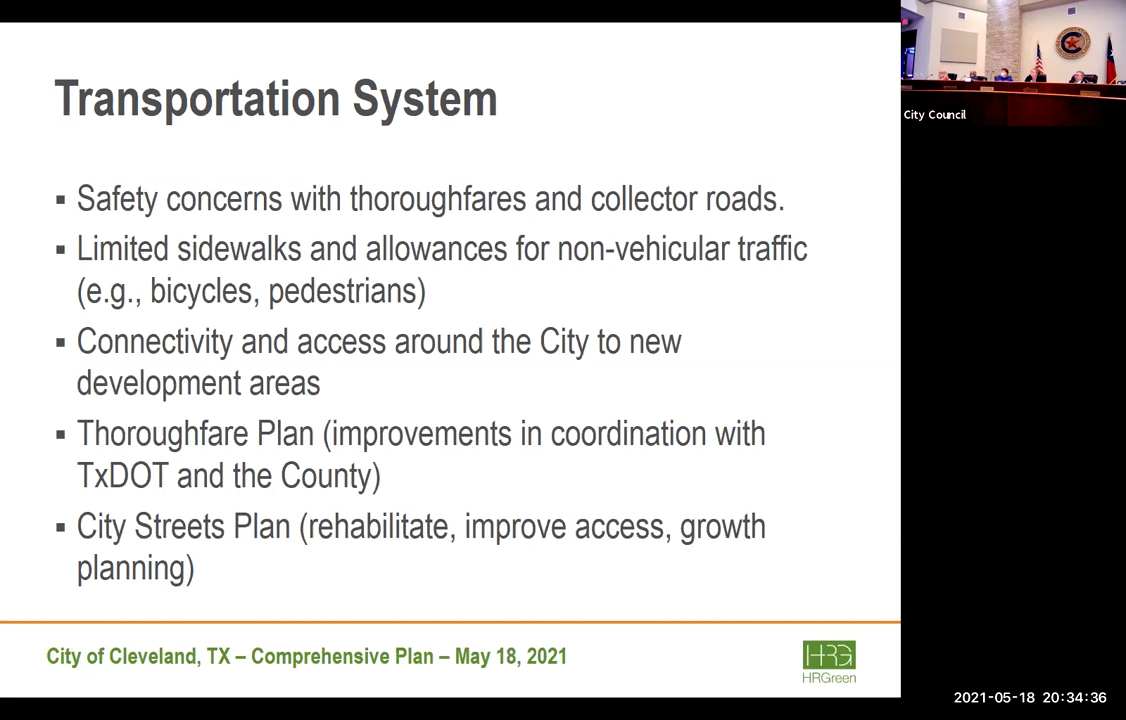 Transportation System
▪ Safety concerns with thoroughfares and collector roads.
▪ Limited sidewalks and allowances for non-vehicular traffic
(e.g., bicycles, pedestrians)
▪ Connectivity and access around the City to new
development areas
▪ Thoroughfare Plan (improvements in coordination with
TxDOT and the County)
▪ City Streets Plan (rehabilitate, improve access, growth
planning)
City of Cleveland, TX – Comprehensive Plan – May 18, 2021
HRG
HRGreen
City Council
2021-05-18 20:34:36